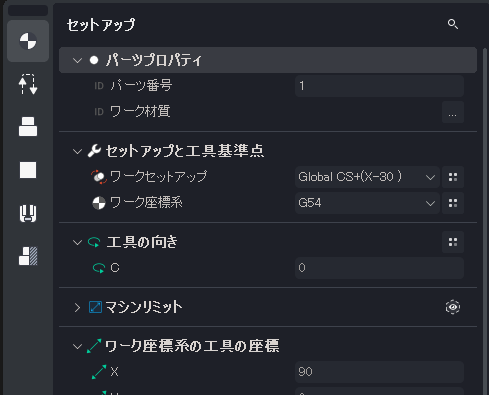 セットアップ
パーツプロパティ
ID パーツ番号 1
ID ワーク材質 ...
セットアップと工具基準点
ワークセットアップ Global CS+(X-30 )
ワーク座標系 G54
工具の向き
C 0
マシンリミット
ワーク座標系の工具の座標
X 90